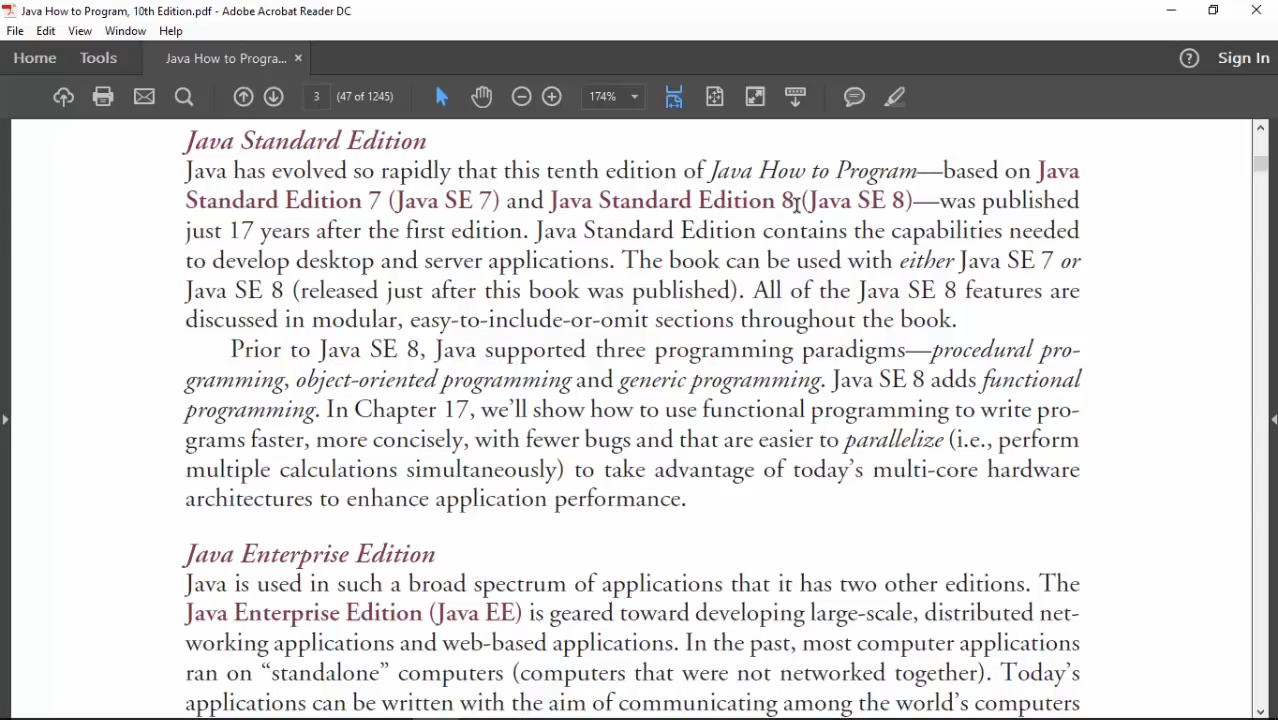 Java How to Program, 10th Edition.pdf - Adobe Acrobat Reader DC
File Edit View Window Help
Home Tools Java How to Progra... × Sign In
3 (47 of 1245) 174%
Java Standard Edition
Java has evolved so rapidly that this tenth edition of Java How to Program—based on Java
Standard Edition 7 (Java SE 7) and Java Standard Edition 8 (Java SE 8)—was published
just 17 years after the first edition. Java Standard Edition contains the capabilities needed
to develop desktop and server applications. The book can be used with either Java SE 7 or
Java SE 8 (released just after this book was published). All of the Java SE 8 features are
discussed in modular, easy-to-include-or-omit sections throughout the book.
Prior to Java SE 8, Java supported three programming paradigms—procedural pro-
gramming, object-oriented programming and generic programming. Java SE 8 adds functional
programming. In Chapter 17, we’ll show how to use functional programming to write pro-
grams faster, more concisely, with fewer bugs and that are easier to parallelize (i.e., perform
multiple calculations simultaneously) to take advantage of today’s multi-core hardware
architectures to enhance application performance.
Java Enterprise Edition
Java is used in such a broad spectrum of applications that it has two other editions. The
Java Enterprise Edition (Java EE) is geared toward developing large-scale, distributed net-
working applications and web-based applications. In the past, most computer applications
ran on “standalone” computers (computers that were not networked together). Today’s
applications can be written with the aim of communicating among the world’s computers